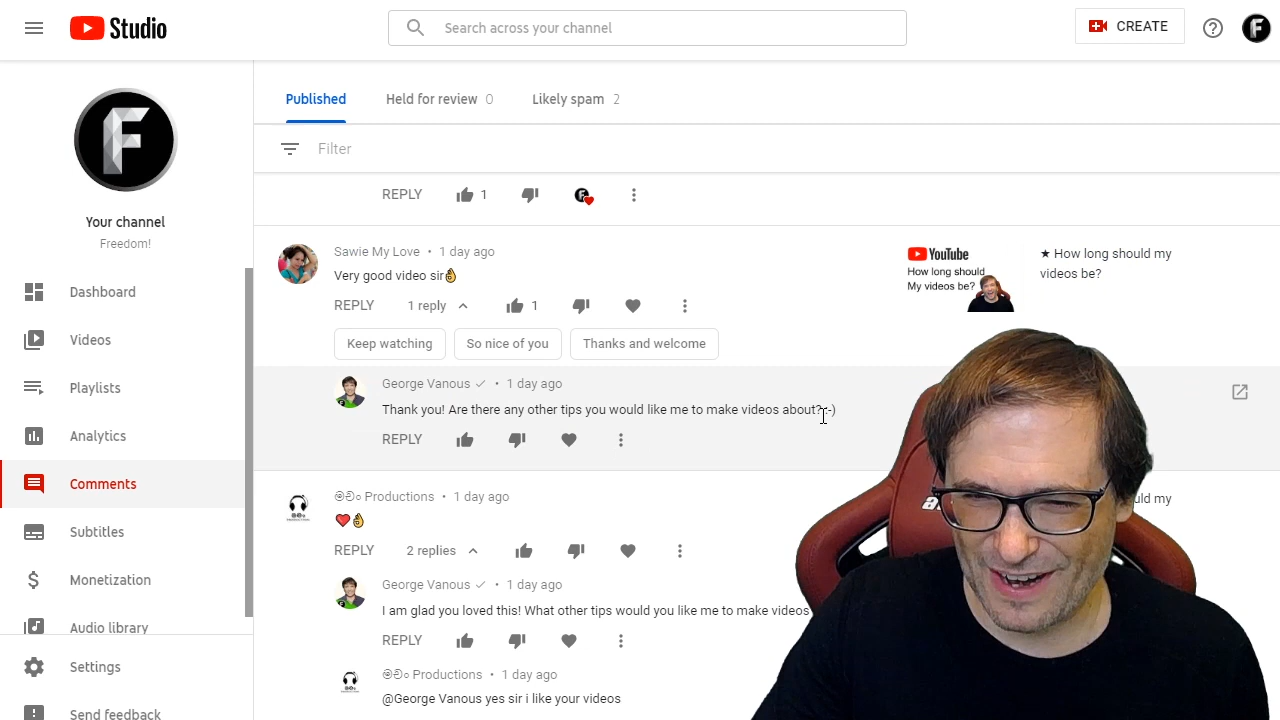 Studio
Search across your channel
CREATE
Your channel
Freedom!
Dashboard
Videos
Playlists
Analytics
Comments
Subtitles
Monetization
Audio library
Settings
Send feedback
Published
Held for review 0
Likely spam 2
Filter
REPLY 1
Sawie My Love • 1 day ago
Very good video sir👌
REPLY 1 reply 1
Keep watching
So nice of you
Thanks and welcome
YouTube
How long should
My videos be?
★ How long should my
videos be?
George Vanous • 1 day ago
Thank you! Are there any other tips you would like me to make videos about? :-)
REPLY
Productions • 1 day ago
❤️👌
REPLY 2 replies
uld my
George Vanous • 1 day ago
I am glad you loved this! What other tips would you like me to make videos
REPLY
Productions • 1 day ago
@George Vanous yes sir i like your videos